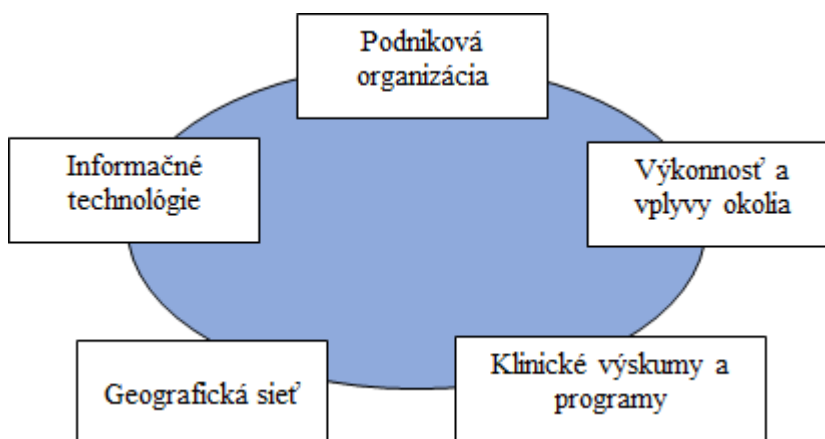 Podniková
organizácia
Informačné
technológie
Výkonnosť a
vplyvy okolia
Geografická sieť
Klinické výskumy a
programy